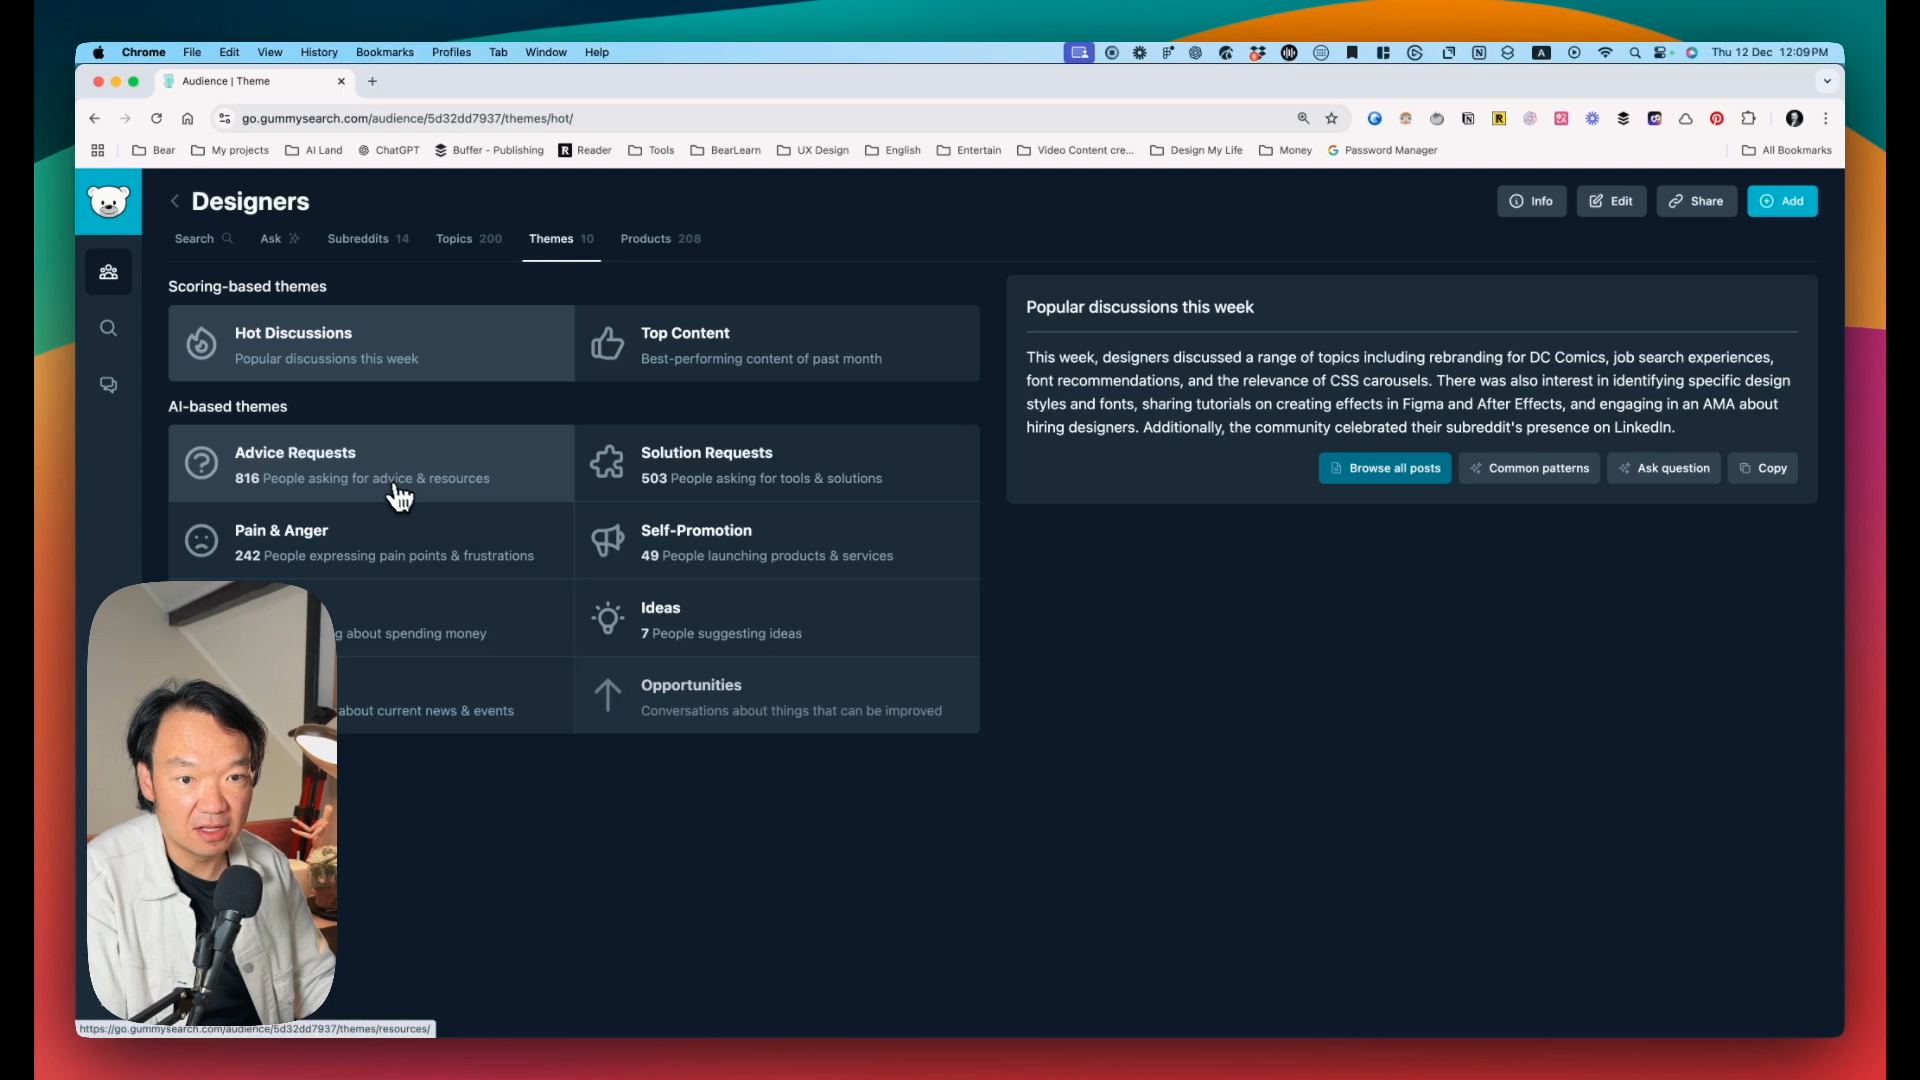 Chrome File Edit View History Bookmarks Profiles Tab Window Help
Thu 12 Dec 12:09 PM
Audience | Theme
go.gummysearch.com/audience/5d32dd7937/themes/hot/
Bear My projects AI Land ChatGPT Buffer - Publishing Reader Tools BearLearn UX Design English Entertain Video Content cre... Design My Life Money Password Manager All Bookmarks
Designers
Info Edit Share Add
Search Ask Subreddits 14 Topics 200 Themes 10 Products 208
Scoring-based themes
Hot Discussions
Popular discussions this week
Top Content
Best-performing content of past month
AI-based themes
Advice Requests
816 People asking for advice & resources
Solution Requests
503 People asking for tools & solutions
Pain & Anger
242 People expressing pain points & frustrations
Self-Promotion
49 People launching products & services
g about spending money
Ideas
7 People suggesting ideas
about current news & events
Opportunities
Conversations about things that can be improved
Popular discussions this week
This week, designers discussed a range of topics including rebranding for DC Comics, job search experiences,
font recommendations, and the relevance of CSS carousels. There was also interest in identifying specific design
styles and fonts, sharing tutorials on creating effects in Figma and After Effects, and engaging in an AMA about
hiring designers. Additionally, the community celebrated their subreddit's presence on LinkedIn.
Browse all posts Common patterns Ask question Copy
https://go.gummysearch.com/audience/5d32dd7937/themes/resources/